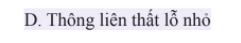 D. Thông liên thất lỗ nhỏ